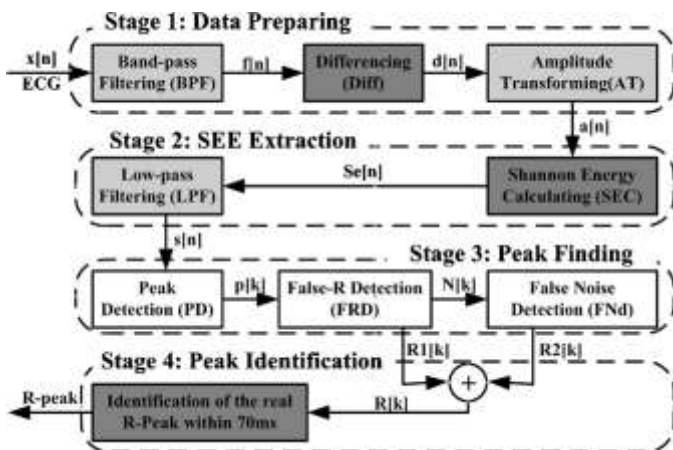 Stage 1: Data Preparing
x[n]
ECG
Band-pass
Filtering (BPF)
f[n]
Differencing
(Diff)
d[n]
Amplitude
Transforming(AT)
a[n]
Stage 2: SEE Extraction
Low-pass
Filtering (LPF)
Se[n]
Shannon Energy
Calculating (SEC)
s[n]
Stage 3: Peak Finding
Peak
Detection (PD)
p[k]
False-R Detection
(FRD)
N[k]
False Noise
Detection (FNd)
R1[k]
R2[k]
Stage 4: Peak Identification
+
R-peak
Identification of the real
R-Peak within 70ms
R[k]